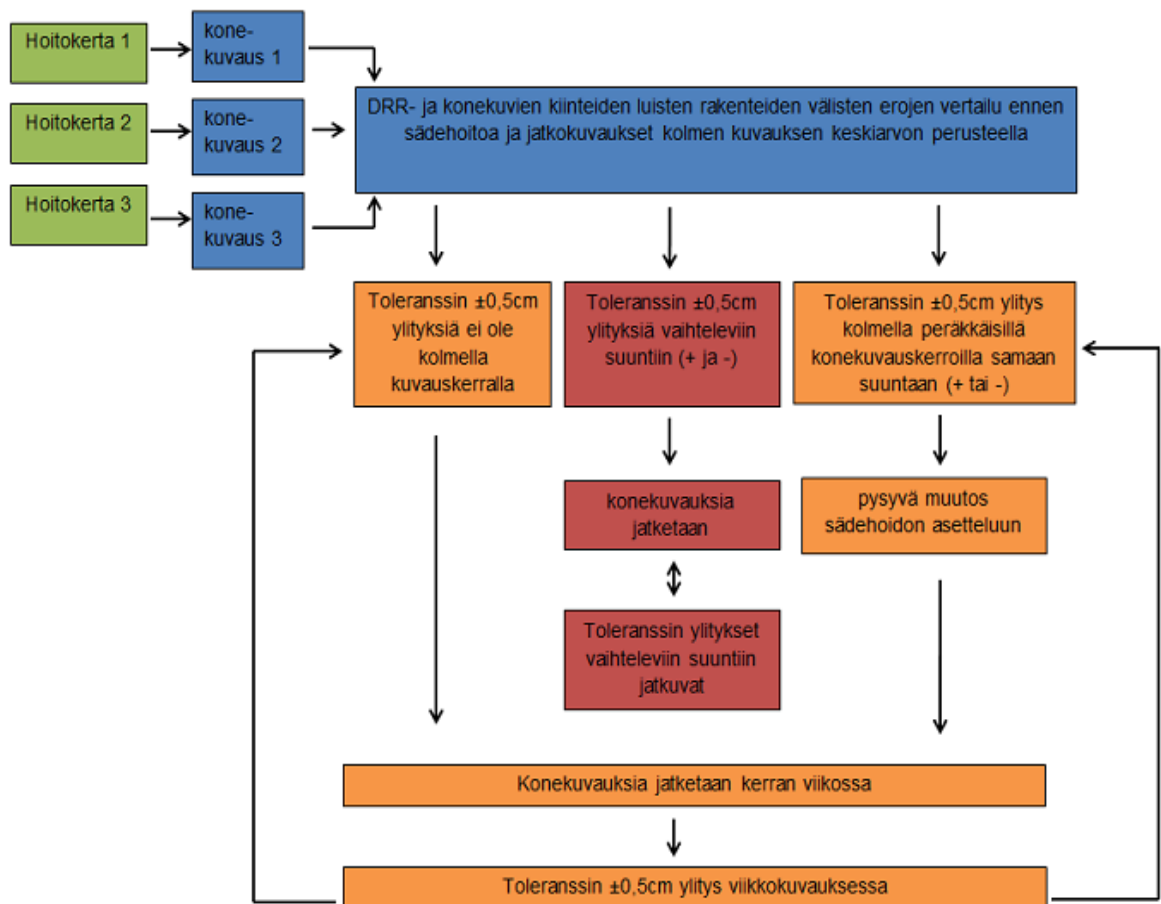 Hoitokerta 1
kone-
kuvaus 1
Hoitokerta 2
kone-
kuvaus 2
Hoitokerta 3
kone-
kuvaus 3
DRR- ja konekuvien kiinteiden luisten rakenteiden välisten erojen vertailu ennen
sädehoitoa ja jatkokuvaukset kolmen kuvauksen keskiarvon perusteella
Toleranssin ±0,5cm
ylityksiä ei ole
kolmella
kuvauskerralla
Toleranssin ±0,5cm
ylityksiä vaihteleviin
suuntiin (+ ja -)
Toleranssin ±0,5cm ylitys
kolmella peräkkäisillä
konekuvauskerroilla samaan
suuntaan (+ tai -)
konekuvauksia
jatketaan
pysyvä muutos
sädehoidon asetteluun
Toleranssin ylitykset
vaihteleviin suuntiin
jatkuvat
Konekuvauksia jatketaan kerran viikossa
Toleranssin ±0,5cm ylitys viikkokuvauksessa